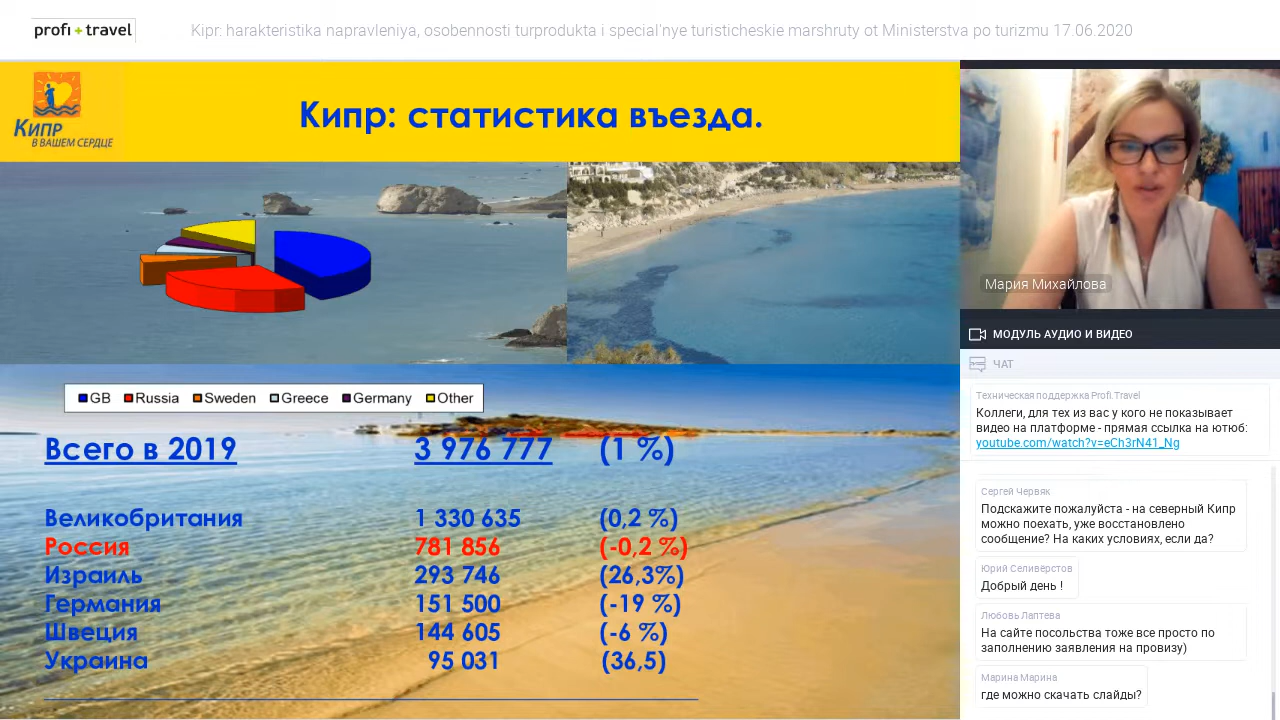 profi + travel
Kipr: harakteristika napravleniya, osobennosti turprodukta i special'nye turisticheskie marshruty ot Ministerstva po turizmu 17.06.2020
Кипр
В ВАШЕМ СЕРДЦЕ
Кипр: статистика въезда.
GB Russia Sweden Greece Germany Other
Всего в 2019 3 976 777 (1 %)
Великобритания 1 330 635 (0,2 %)
Россия 781 856 (-0,2 %)
Израиль 293 746 (26,3%)
Германия 151 500 (-19 %)
Швеция 144 605 (-6 %)
Украина 95 031 (36,5)
Мария Михайлова
МОДУЛЬ АУДИО И ВИДЕО
ЧАТ
Техническая поддержка Profi.Travel
Коллеги, для тех из вас у кого не показывает
видео на платформе - прямая ссылка на ютюб:
youtube.com/watch?v=eCh3rN41_Ng
Сергей Червяк
Подскажите пожалуйста - на северный Кипр
можно поехать, уже восстановлено
сообщение? На каких условиях, если да?
Юрий Селивёрстов
Добрый день !
Любовь Лаптева
На сайте посольства тоже все просто по
заполнению заявления на провизу)
Марина Марина
где можно скачать слайды?